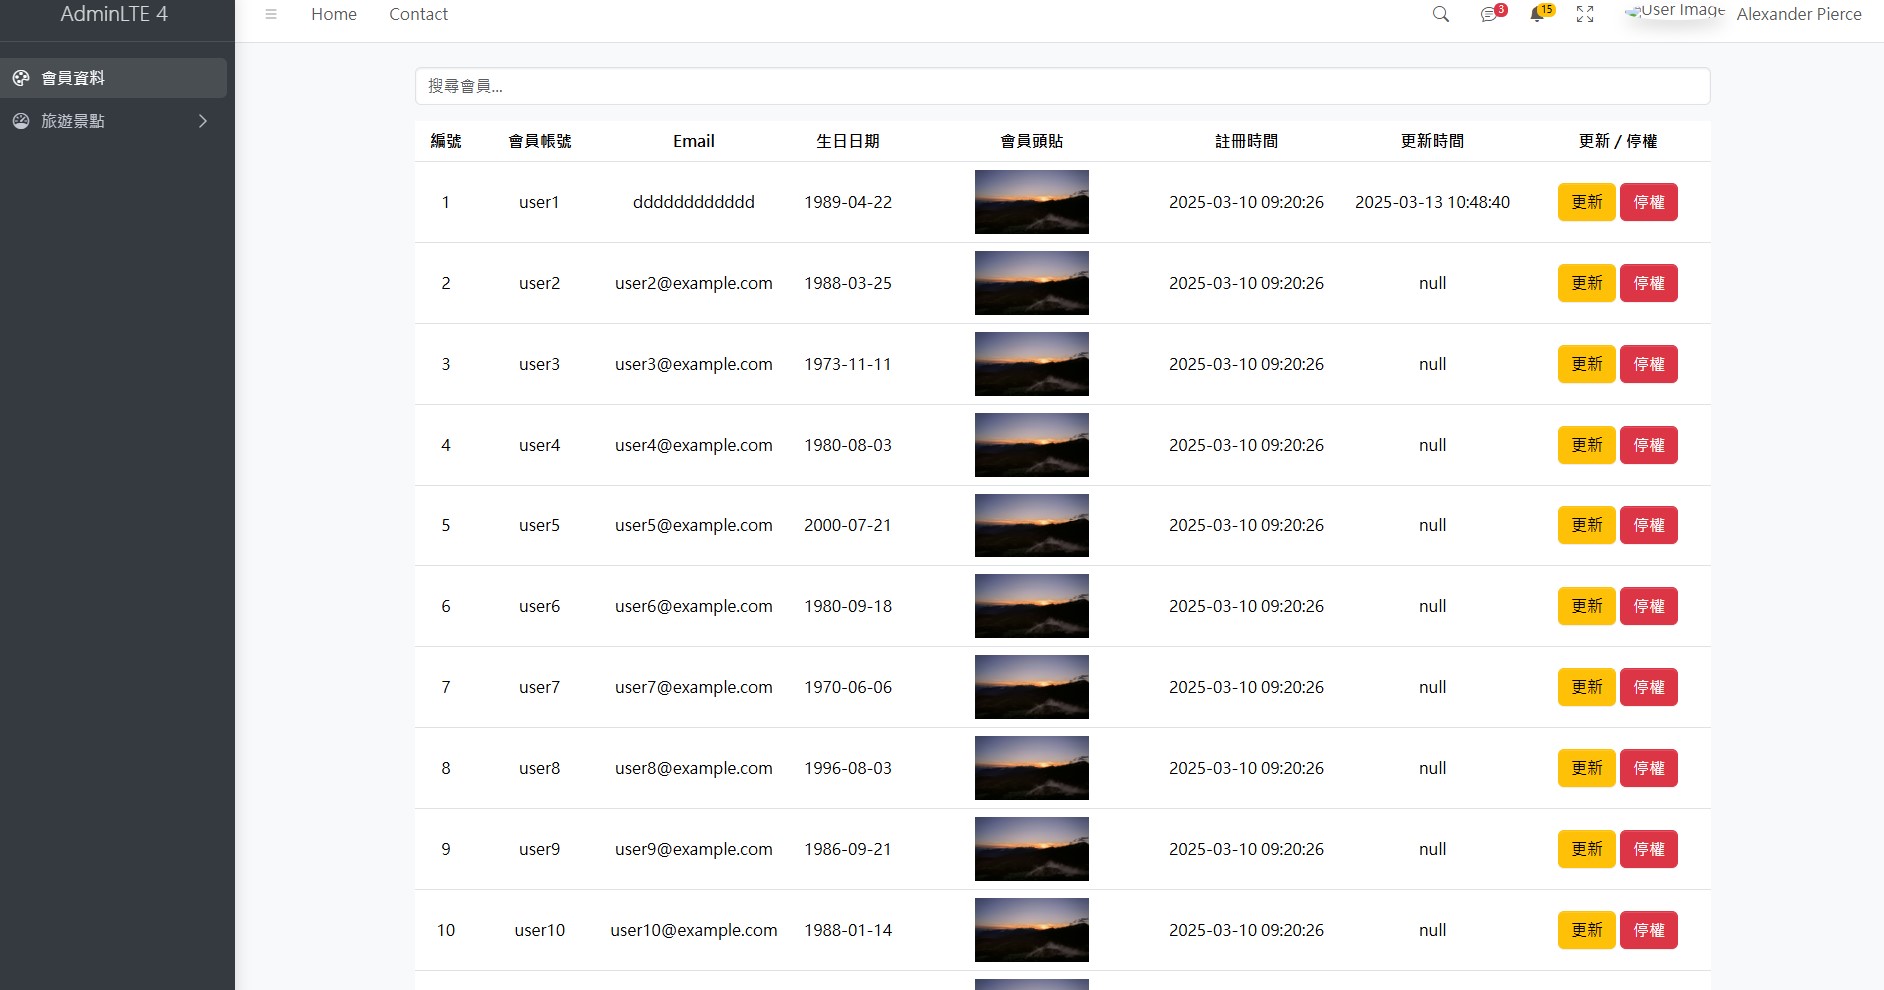 AdminLTE 4
Home Contact 3 15 User Image Alexander Pierce
會員資料
旅遊景點
搜尋會員...
編號 會員帳號 Email 生日日期 會員頭貼 註冊時間 更新時間 更新 / 停權
1 user1 dddddddddddd 1989-04-22 2025-03-10 09:20:26 2025-03-13 10:48:40 更新 停權
2 user2 user2@example.com 1988-03-25 2025-03-10 09:20:26 null 更新 停權
3 user3 user3@example.com 1973-11-11 2025-03-10 09:20:26 null 更新 停權
4 user4 user4@example.com 1980-08-03 2025-03-10 09:20:26 null 更新 停權
5 user5 user5@example.com 2000-07-21 2025-03-10 09:20:26 null 更新 停權
6 user6 user6@example.com 1980-09-18 2025-03-10 09:20:26 null 更新 停權
7 user7 user7@example.com 1970-06-06 2025-03-10 09:20:26 null 更新 停權
8 user8 user8@example.com 1996-08-03 2025-03-10 09:20:26 null 更新 停權
9 user9 user9@example.com 1986-09-21 2025-03-10 09:20:26 null 更新 停權
10 user10 user10@example.com 1988-01-14 2025-03-10 09:20:26 null 更新 停權